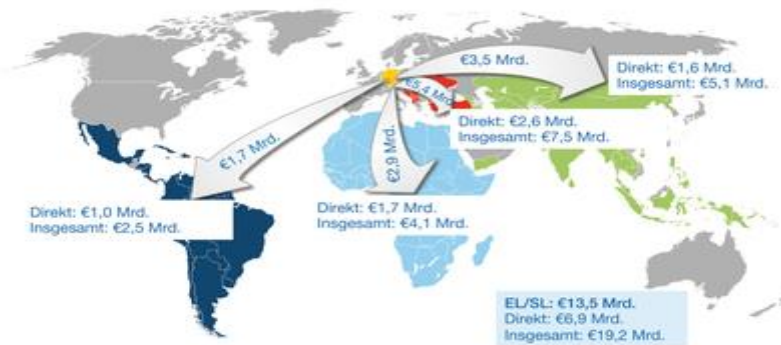 €3,5 Mrd.
Direkt: €1,6 Mrd.
Insgesamt: €5,1 Mrd.
€5,4 Mrd.
Direkt: €2,6 Mrd.
Insgesamt: €7,5 Mrd.
€1,7 Mrd.
€2,9 Mrd.
Direkt: €1,0 Mrd.
Insgesamt: €2,5 Mrd.
Direkt: €1,7 Mrd.
Insgesamt: €4,1 Mrd.
EL/SL: €13,5 Mrd.
Direkt: €6,9 Mrd.
Insgesamt: €19,2 Mrd.